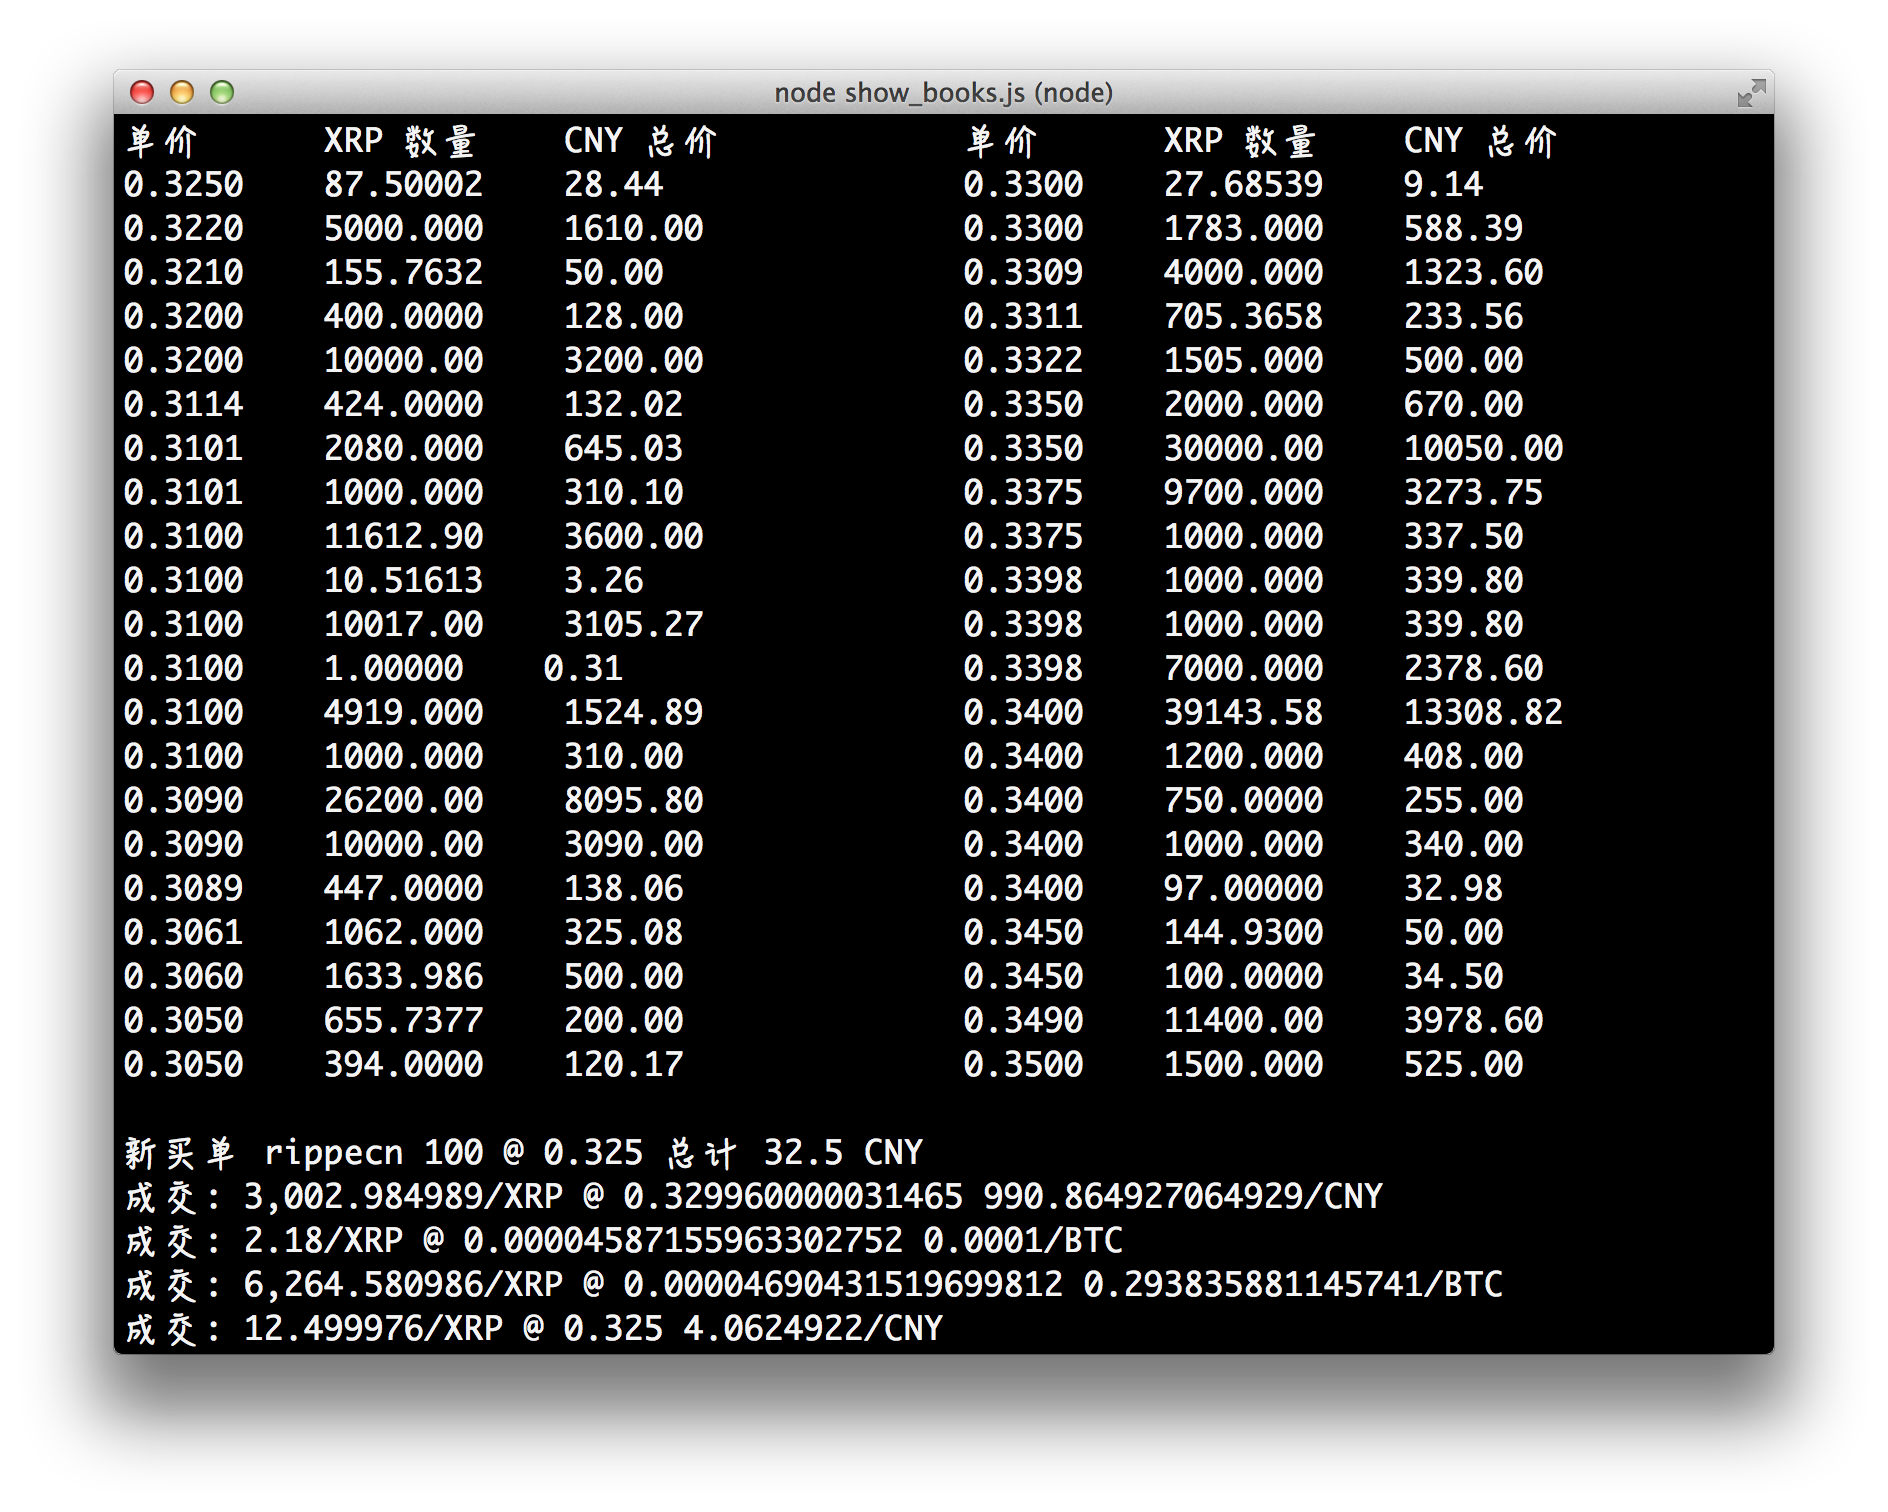 node show_books.js (node)
单价 XRP 数量 CNY 总价 单价 XRP 数量 CNY 总价
0.3250 87.50002 28.44 0.3300 27.68539 9.14
0.3220 5000.000 1610.00 0.3300 1783.000 588.39
0.3210 155.7632 50.00 0.3309 4000.000 1323.60
0.3200 400.0000 128.00 0.3311 705.3658 233.56
0.3200 10000.00 3200.00 0.3322 1505.000 500.00
0.3114 424.0000 132.02 0.3350 2000.000 670.00
0.3101 2080.000 645.03 0.3350 30000.00 10050.00
0.3101 1000.000 310.10 0.3375 9700.000 3273.75
0.3100 11612.90 3600.00 0.3375 1000.000 337.50
0.3100 10.51613 3.26 0.3398 1000.000 339.80
0.3100 10017.00 3105.27 0.3398 1000.000 339.80
0.3100 1.00000 0.31 0.3398 7000.000 2378.60
0.3100 4919.000 1524.89 0.3400 39143.58 13308.82
0.3100 1000.000 310.00 0.3400 1200.000 408.00
0.3090 26200.00 8095.80 0.3400 750.0000 255.00
0.3090 10000.00 3090.00 0.3400 1000.000 340.00
0.3089 447.0000 138.06 0.3400 97.00000 32.98
0.3061 1062.000 325.08 0.3450 144.9300 50.00
0.3060 1633.986 500.00 0.3450 100.0000 34.50
0.3050 655.7377 200.00 0.3490 11400.00 3978.60
0.3050 394.0000 120.17 0.3500 1500.000 525.00
新买单 rippecn 100 @ 0.325 总计 32.5 CNY
成交: 3,002.984989/XRP @ 0.329960000031465 990.864927064929/CNY
成交: 2.18/XRP @ 0.00004587155963302752 0.0001/BTC
成交: 6,264.580986/XRP @ 0.00004690431519699812 0.293835881145741/BTC
成交: 12.499976/XRP @ 0.325 4.0624922/CNY